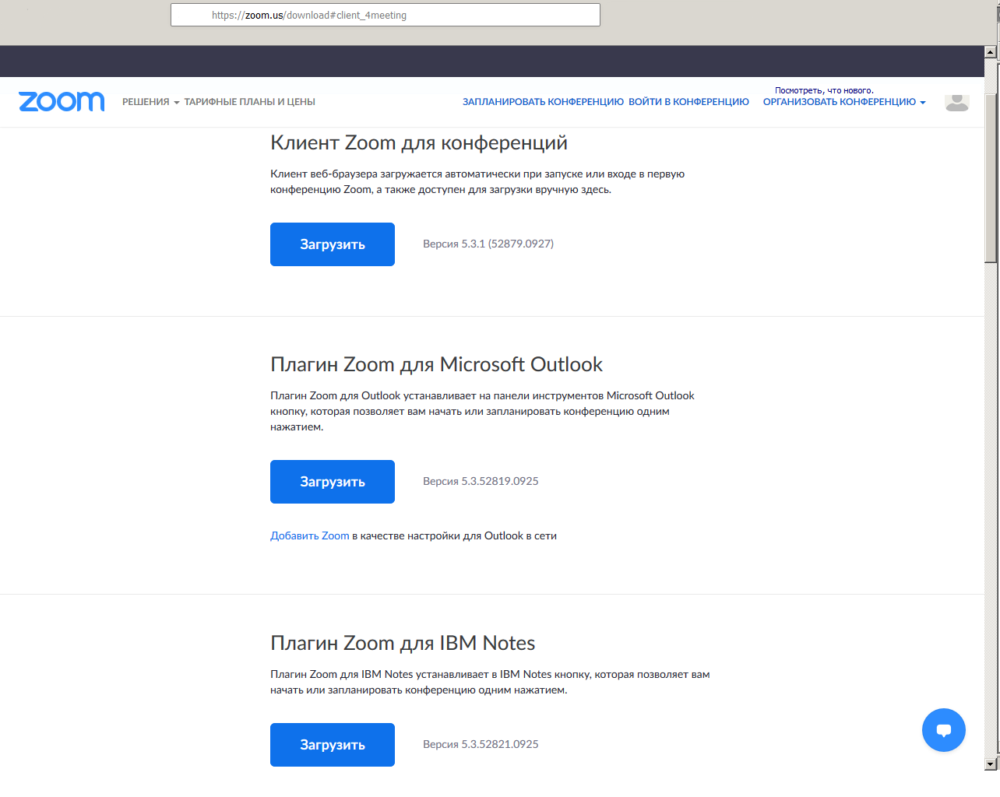 https://zoom.us/download#client_4meeting
Посмотреть, что нового.
zoom РЕШЕНИЯ ТАРИФНЫЕ ПЛАНЫ И ЦЕНЫ ЗАПЛАНИРОВАТЬ КОНФЕРЕНЦИЮ ВОЙТИ В КОНФЕРЕНЦИЮ ОРГАНИЗОВАТЬ КОНФЕРЕНЦИЮ
Клиент Zoom для конференций
Клиент веб-браузера загружается автоматически при запуске или входе в первую
конференцию Zoom, а также доступен для загрузки вручную здесь.
Загрузить Версия 5.3.1 (52879.0927)
Плагин Zoom для Microsoft Outlook
Плагин Zoom для Outlook устанавливает на панели инструментов Microsoft Outlook
кнопку, которая позволяет вам начать или запланировать конференцию одним
нажатием.
Загрузить Версия 5.3.52819.0925
Добавить Zoom в качестве настройки для Outlook в сети
Плагин Zoom для IBM Notes
Плагин Zoom для IBM Notes устанавливает в IBM Notes кнопку, которая позволяет вам
начать или запланировать конференцию одним нажатием.
Загрузить Версия 5.3.52821.0925